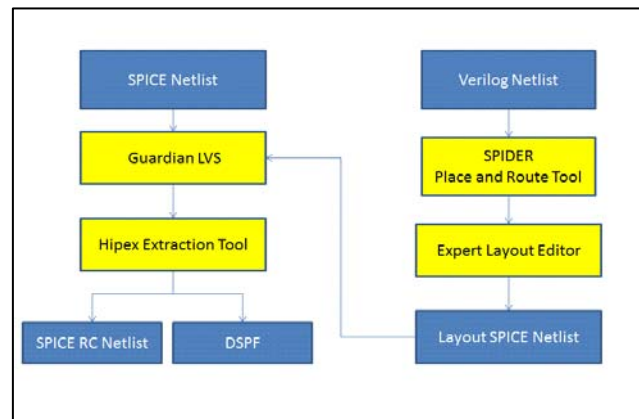 SPICE Netlist
Verilog Netlist
Guardian LVS
SPIDER
Place and Route Tool
Hipex Extraction Tool
Expert Layout Editor
SPICE RC Netlist
DSPF
Layout SPICE Netlist